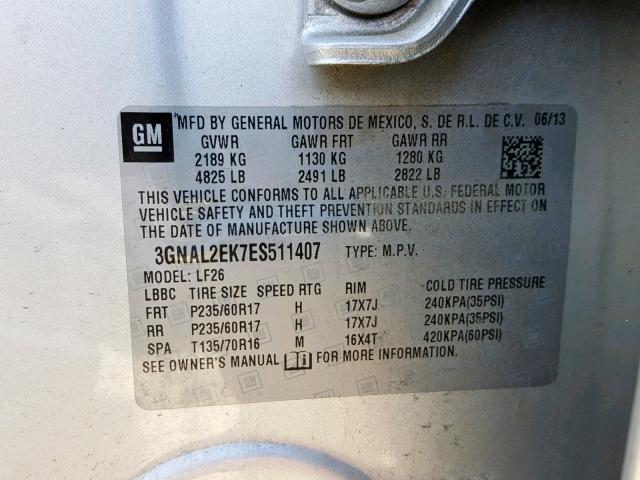 GM MFD BY GENERAL MOTORS DE MEXICO, S. DE R.L. DE C.V. 06/13
GVWR GAWR FRT GAWR RR
2189 KG 1130 KG 1280 KG
4825 LB 2491 LB 2822 LB
THIS VEHICLE CONFORMS TO ALL APPLICABLE U.S. FEDERAL MOTOR
VEHICLE SAFETY AND THEFT PREVENTION STANDARDS IN EFFECT ON
THE DATE OF MANUFACTURE SHOWN ABOVE.
3GNAL2EK7ES511407 TYPE: M.P.V.
MODEL: LF26
LBBC TIRE SIZE SPEED RTG RIM COLD TIRE PRESSURE
FRT P235/60R17 H 17X7J 240KPA(35PSI)
RR P235/60R17 H 17X7J 240KPA(35PSI)
SPA T135/70R16 M 16X4T 420KPA(60PSI)
SEE OWNER'S MANUAL FOR MORE INFORMATION.